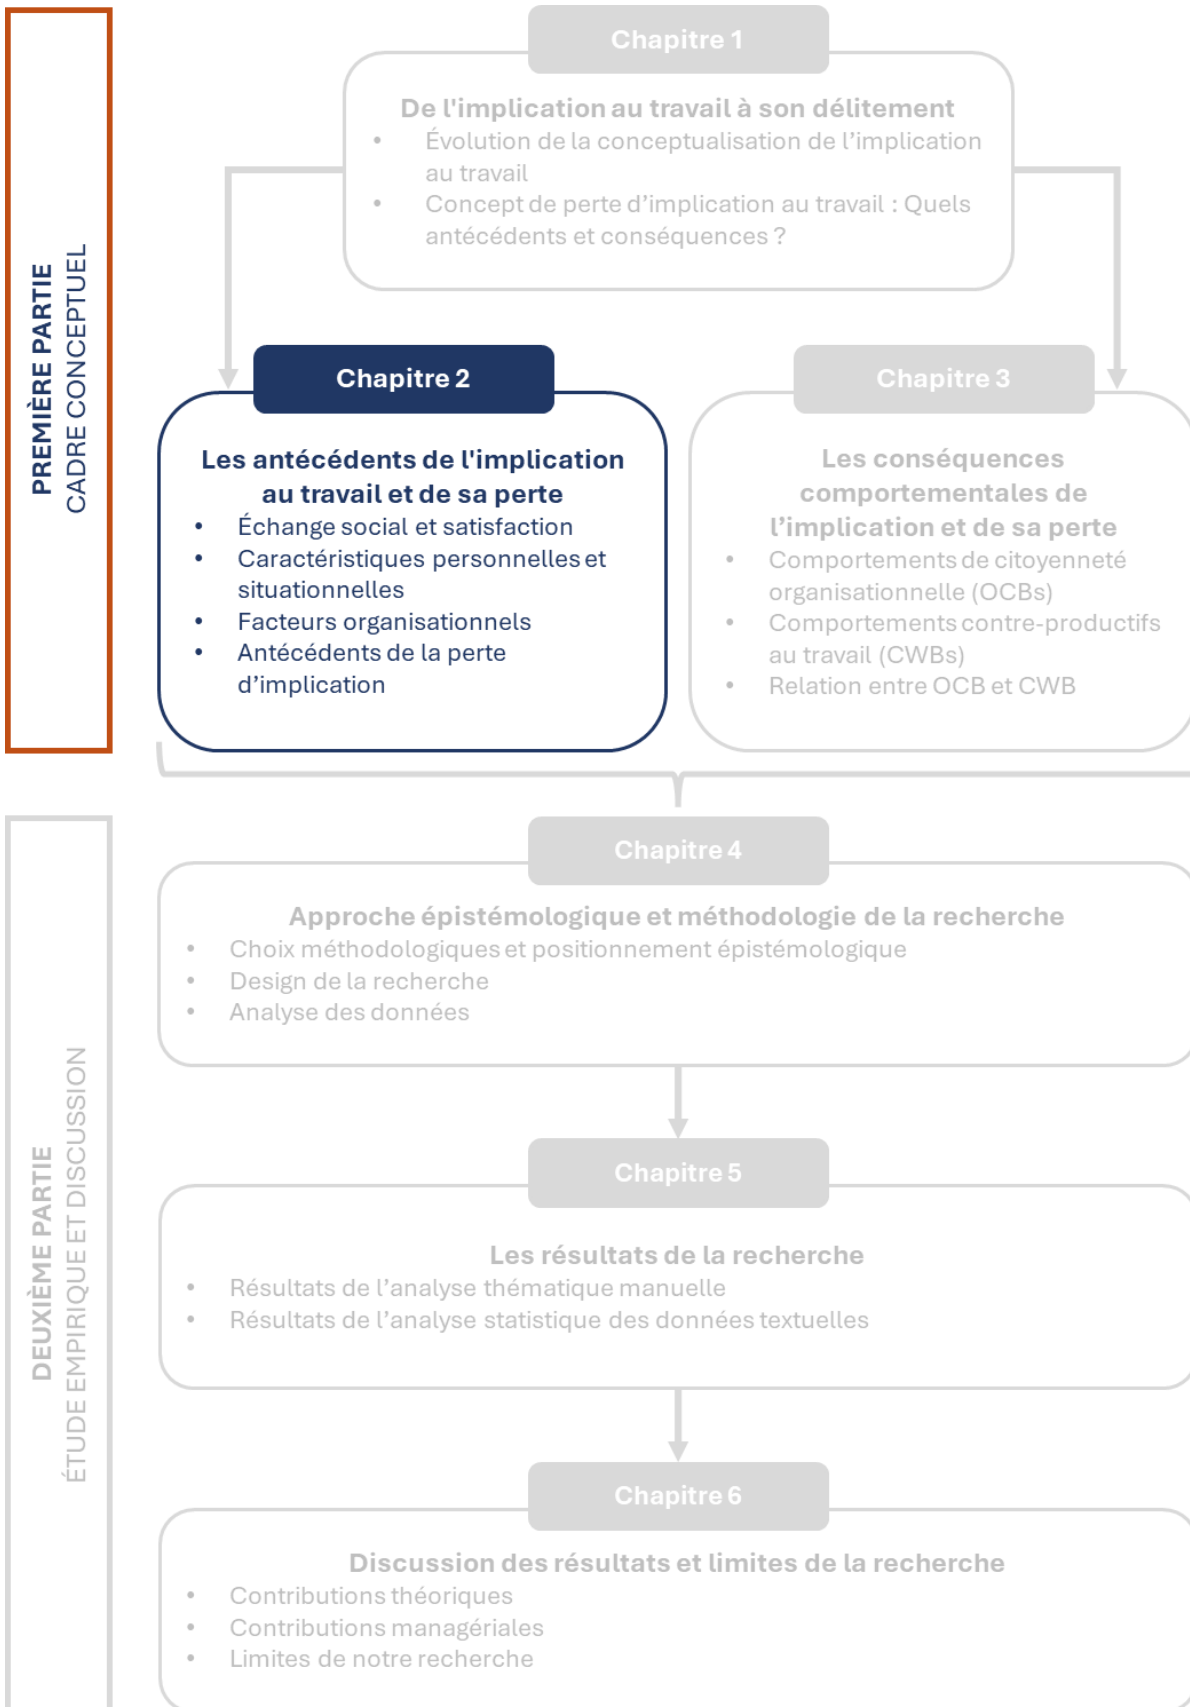 PREMIÈRE PARTIE
CADRE CONCEPTUEL
Chapitre 1
De l'implication au travail à son délitement
• Évolution de la conceptualisation de l’implication
au travail
• Concept de perte d’implication au travail : Quels
antécédents et conséquences ?
Chapitre 2
Les antécédents de l'implication
au travail et de sa perte
• Échange social et satisfaction
• Caractéristiques personnelles et
situationnelles
• Facteurs organisationnels
• Antécédents de la perte
d’implication
Chapitre 3
Les conséquences
comportementales de
l’implication et de sa perte
• Comportements de citoyenneté
organisationnelle (OCBs)
• Comportements contre-productifs
au travail (CWBs)
• Relation entre OCB et CWB
DEUXIÈME PARTIE
ÉTUDE EMPIRIQUE ET DISCUSSION
Chapitre 4
Approche épistémologique et méthodologie de la recherche
• Choix méthodologiques et positionnement épistémologique
• Design de la recherche
• Analyse des données
Chapitre 5
Les résultats de la recherche
• Résultats de l’analyse thématique manuelle
• Résultats de l’analyse statistique des données textuelles
Chapitre 6
Discussion des résultats et limites de la recherche
• Contributions théoriques
• Contributions managériales
• Limites de notre recherche